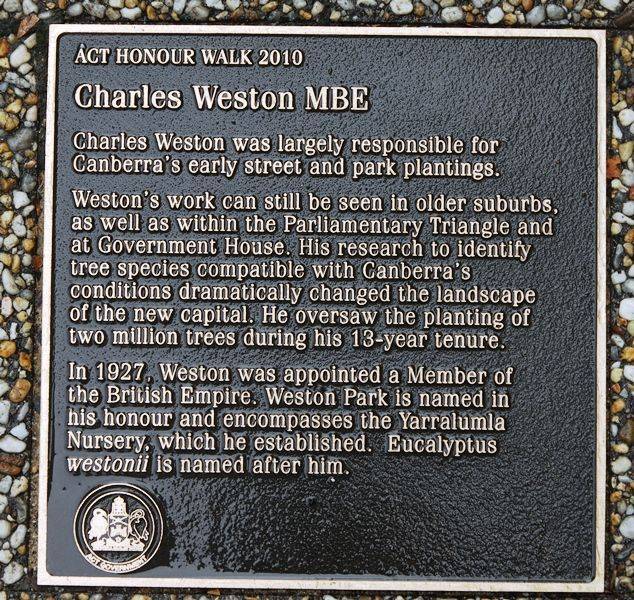 ACT HONOUR WALK 2010
Charles Weston MBE
Charles Weston was largely responsible for
Canberra's early street and park plantings.
Weston's work can still be seen in older suburbs,
as well as within the Parliamentary Triangle and
at Government House. His research to identify
tree species compatible with Canberra's
conditions dramatically changed the landscape
of the new capital. He oversaw the planting of
two million trees during his 13-year tenure.
In 1927, Weston was appointed a Member of
the British Empire. Weston Park is named in
his honour and encompasses the Yarralumla
Nursery, which he established. Eucalyptus
westonii is named after him.
ACT GOVERNMENT